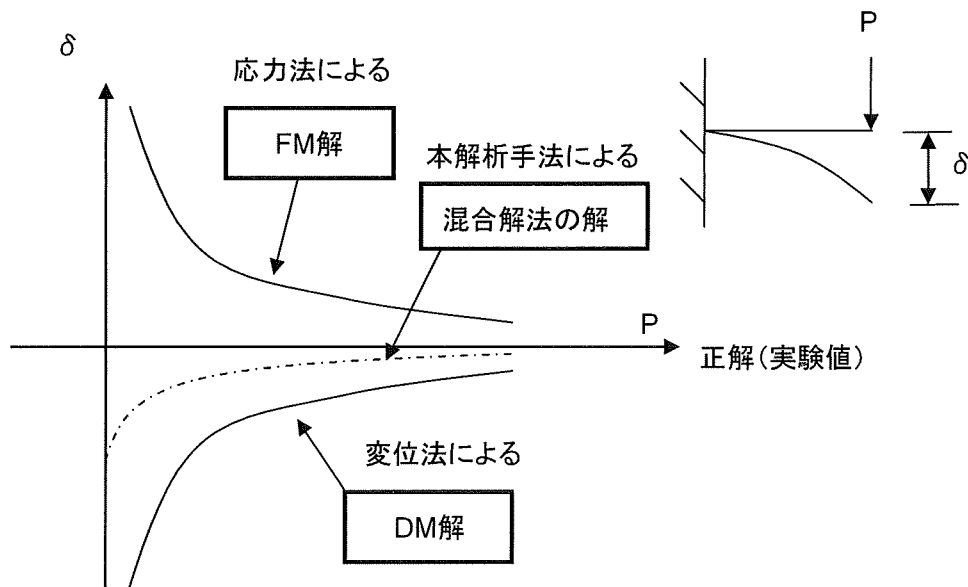 δ
応力法による
FM解
本解析手法による
混合解法の解
P
δ
P
正解(実験値)
変位法による
DM解